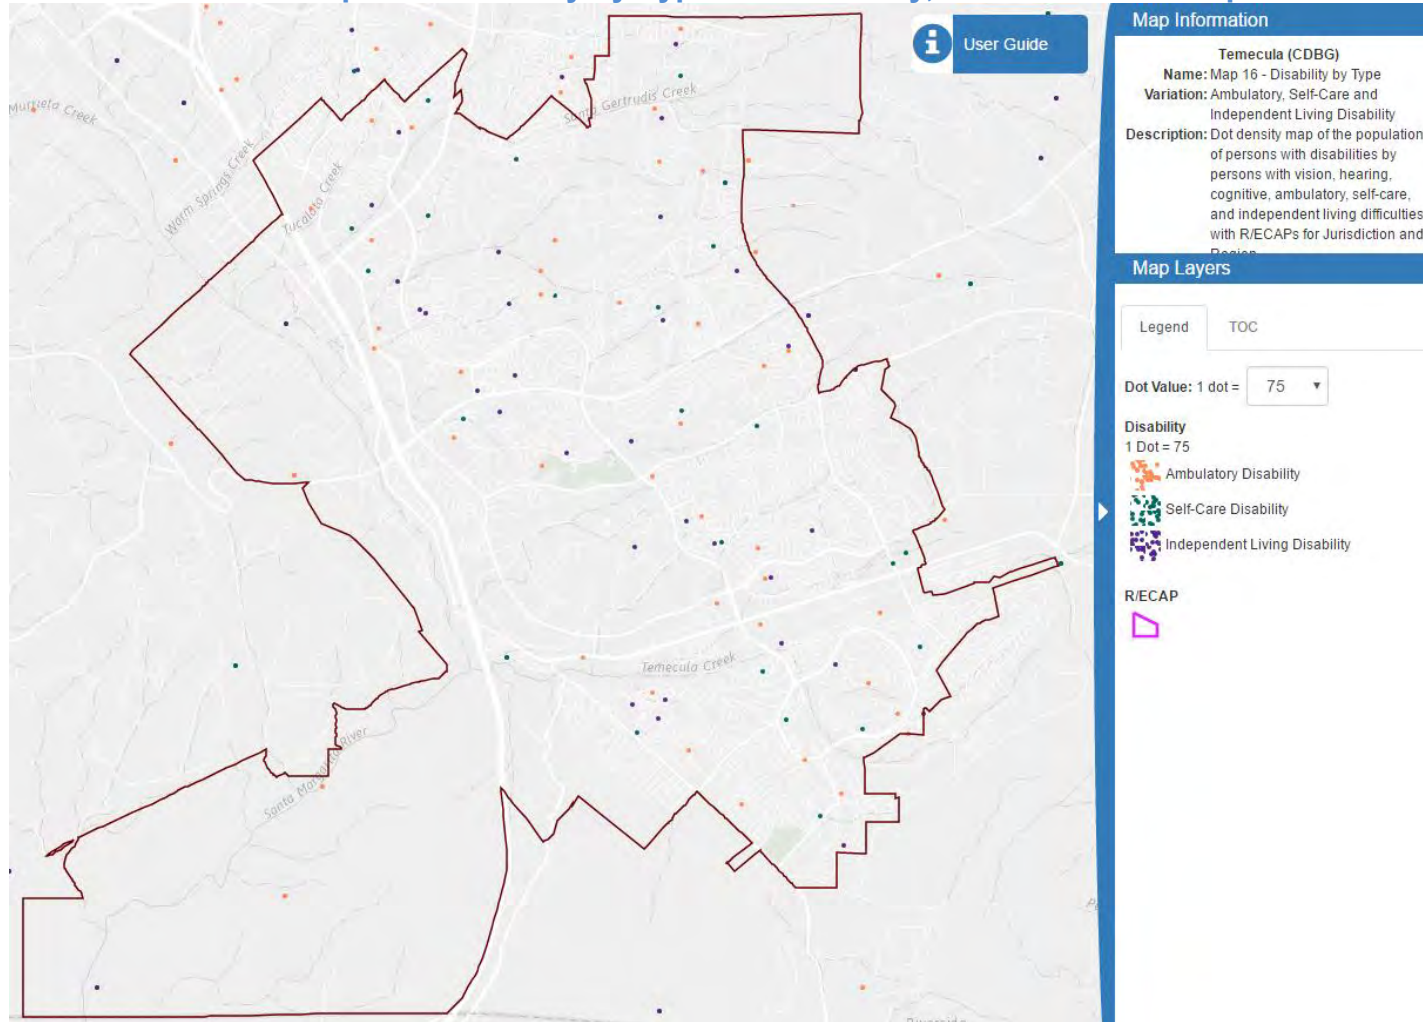 User Guide
Map Information
Temecula (CDBG)
Name: Map 16 - Disability by Type
Variation: Ambulatory, Self-Care and
Independent Living Disability
Description: Dot density map of the population
of persons with disabilities by
persons with vision, hearing,
cognitive, ambulatory, self-care,
and independent living difficulties
with R/ECAPs for Jurisdiction and
Region
Map Layers
Legend TOC
Dot Value: 1 dot = 75
Disability
1 Dot = 75
Ambulatory Disability
Self-Care Disability
Independent Living Disability
R/ECAP
Murrieta Creek
Warm Springs Creek
Tucalota Creek
Santa Gertrudis Creek
Temecula Creek
Santa Margarita River